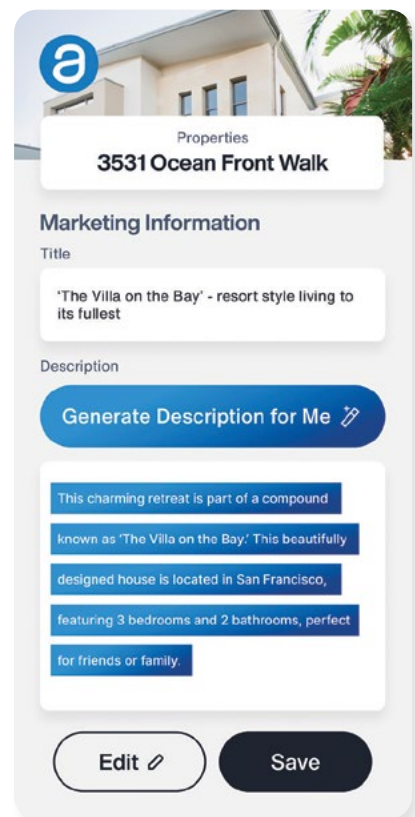 a
Properties
3531 Ocean Front Walk
Marketing Information
Title
'The Villa on the Bay' - resort style living to
its fullest
Description
Generate Description for Me
This charming retreat is part of a compound
known as 'The Villa on the Bay.' This beautifully
designed house is located in San Francisco,
featuring 3 bedrooms and 2 bathrooms, perfect
for friends or family.
Edit
Save